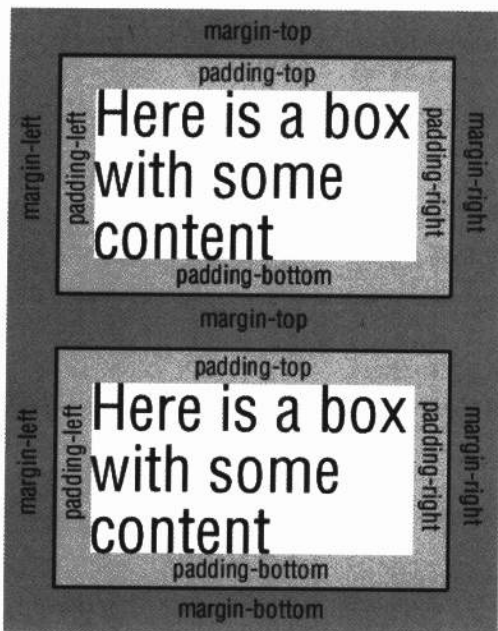 margin-top
padding-top
margin-left
padding-left
Here is a box
with some
content
padding-right
margin-right
padding-bottom
margin-top
padding-top
margin-left
padding-left
Here is a box
with some
content
padding-right
margin-right
padding-bottom
margin-bottom